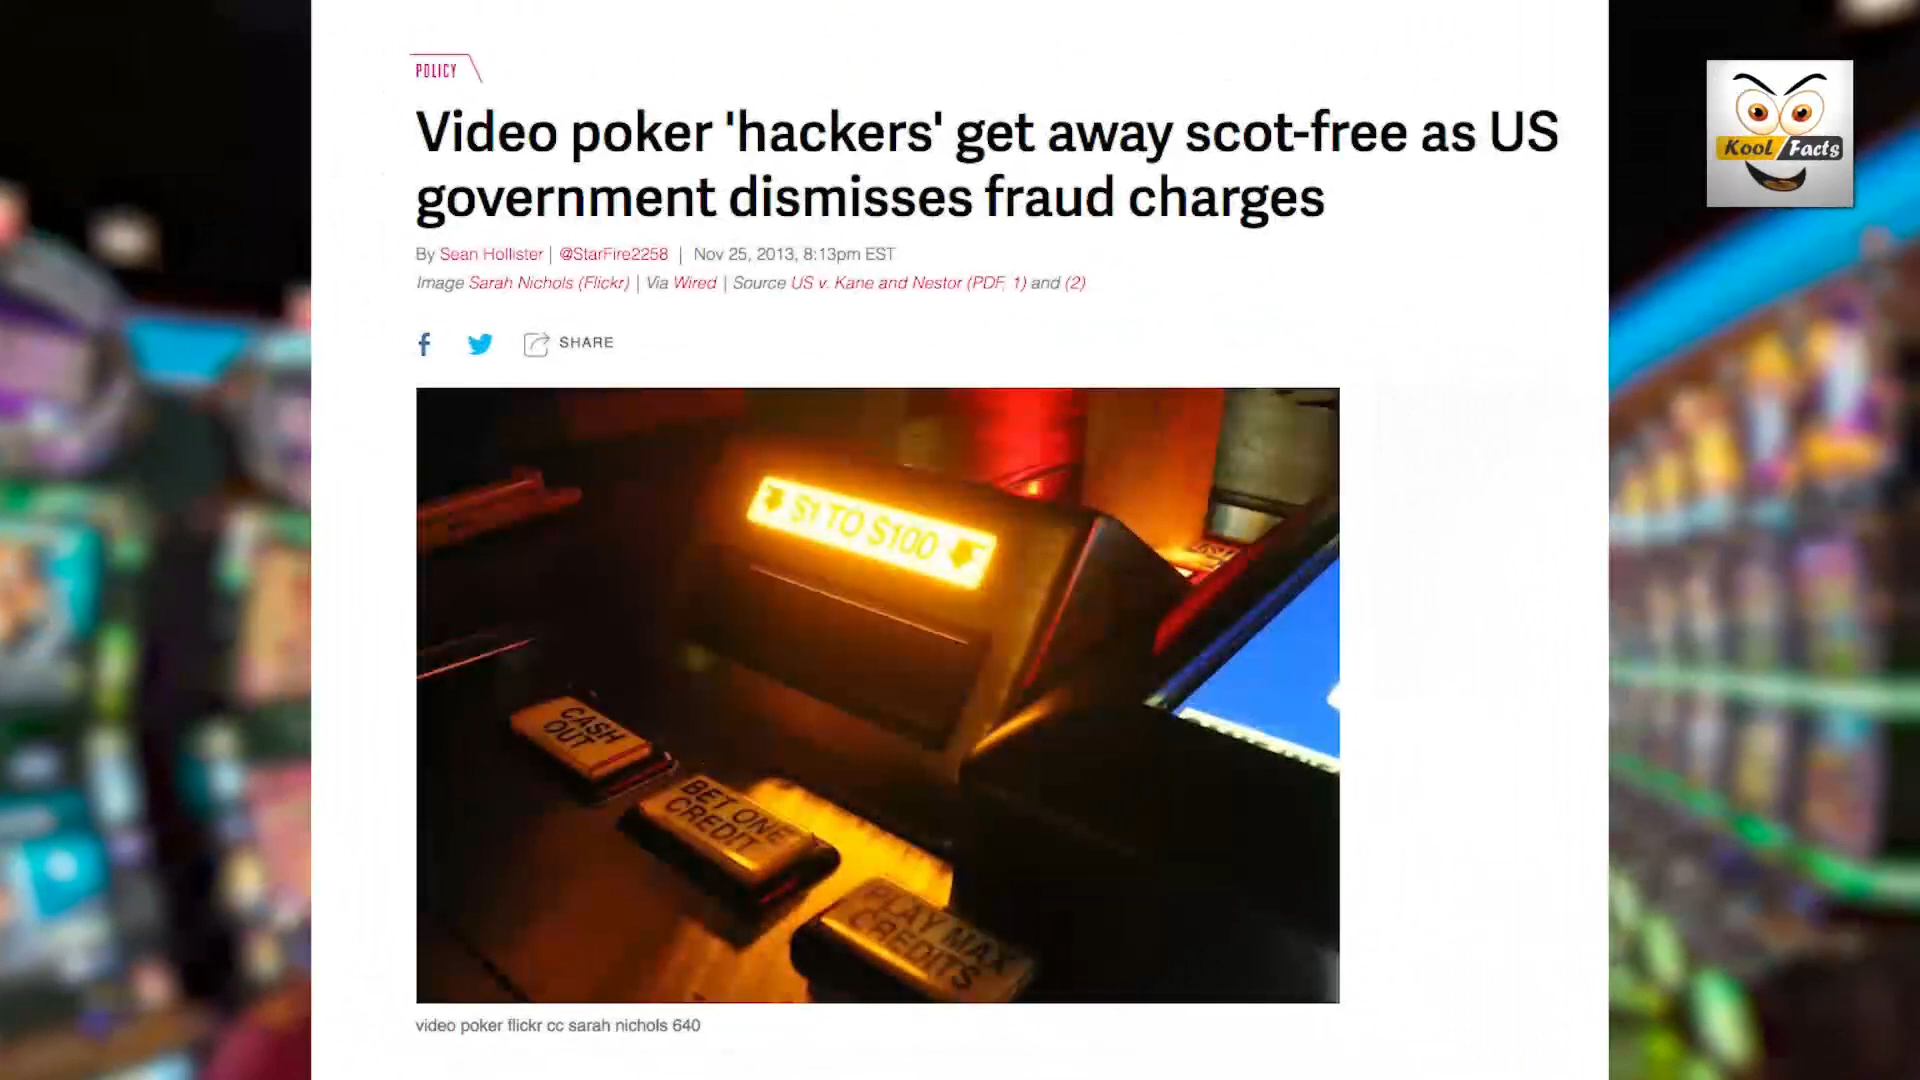 POLICY
Video poker 'hackers' get away scot-free as US
government dismisses fraud charges
By Sean Hollister | @StarFire2258 | Nov 25, 2013, 8:13pm EST
Image Sarah Nichols (Flickr) | Via Wired | Source US v. Kane and Nestor (PDF, 1) and (2)
SHARE
Kool Facts
$1 TO $100
CASH
OUT
BET ONE
CREDIT
PLAY MAX
CREDITS
video poker flickr cc sarah nichols 640